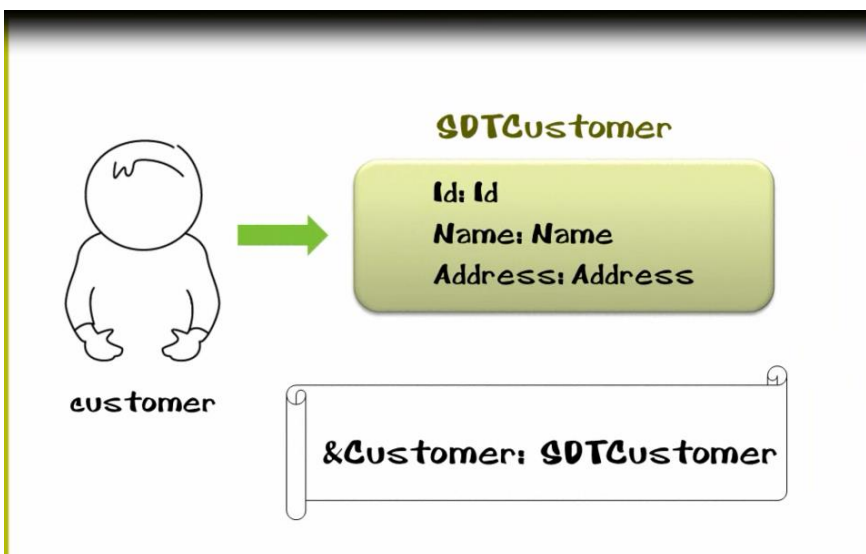 SDTCustomer
Id: Id
Name: Name
Address: Address
customer
&Customer: SDTCustomer